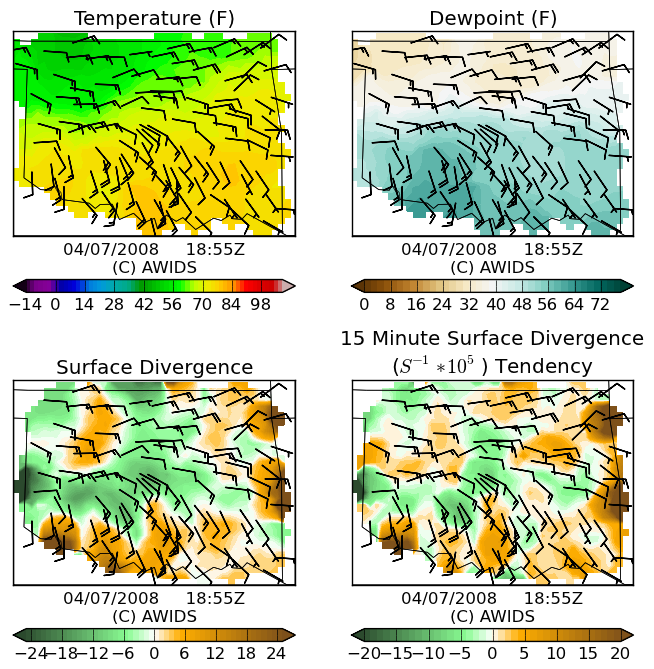 Temperature (F)
Dewpoint (F)
04/07/2008 18:55Z
(C) AWIDS
04/07/2008 18:55Z
(C) AWIDS
−14 0 14 28 42 56 70 84 98
0 8 16 24 32 40 48 56 64 72
Surface Divergence
15 Minute Surface Divergence
(S⁻¹ *10⁵ ) Tendency
04/07/2008 18:55Z
(C) AWIDS
04/07/2008 18:55Z
(C) AWIDS
−24 −18 −12 −6 0 6 12 18 24
−20 −15 −10 −5 0 5 10 15 20